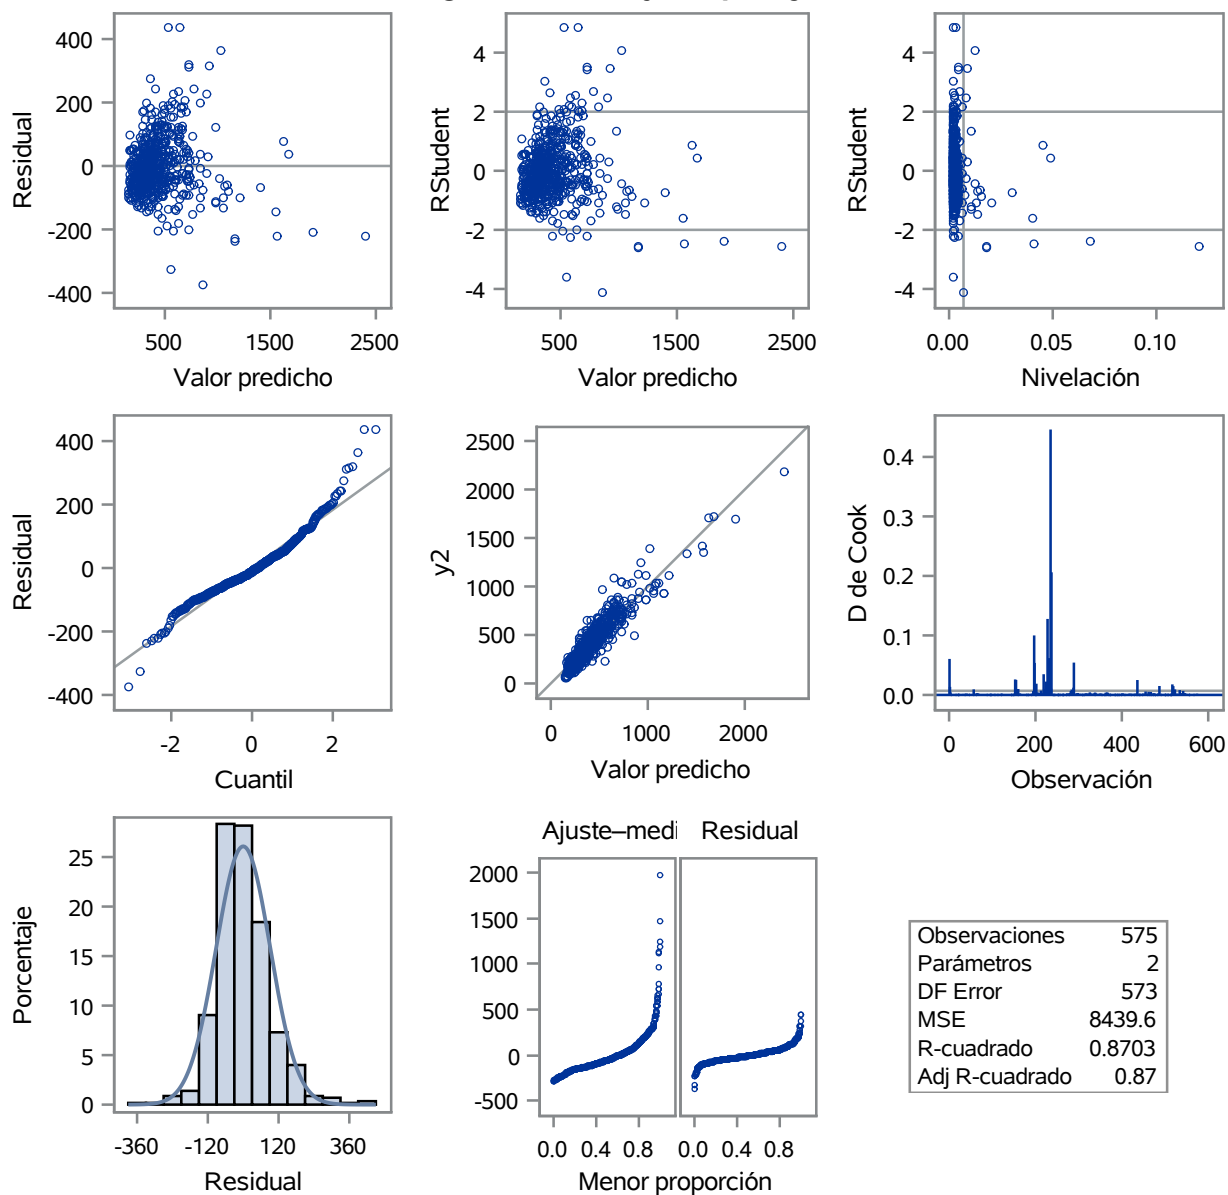 400
200
0
-200
-400
Residual
500
1500
2500
Valor predicho
4
2
0
-2
-4
RStudent
500
1500
2500
Valor predicho
4
2
0
-2
-4
RStudent
0.00
0.05
0.10
Nivelación
400
200
0
-200
-400
Residual
-2
0
2
Cuantil
2500
2000
1500
1000
500
0
y2
0
1000
2000
Valor predicho
0.4
0.3
0.2
0.1
0.0
D de Cook
0
200
400
600
Observación
25
20
15
10
5
0
Porcentaje
-360
-120
120
360
Residual
Ajuste–medi
Residual
2000
1500
1000
500
0
-500
0.0 0.8
0.0 0.8
Menor proporción
Observaciones 575
Parámetros 2
DF Error 573
MSE 8439.6
R-cuadrado 0.8703
Adj R-cuadrado 0.87